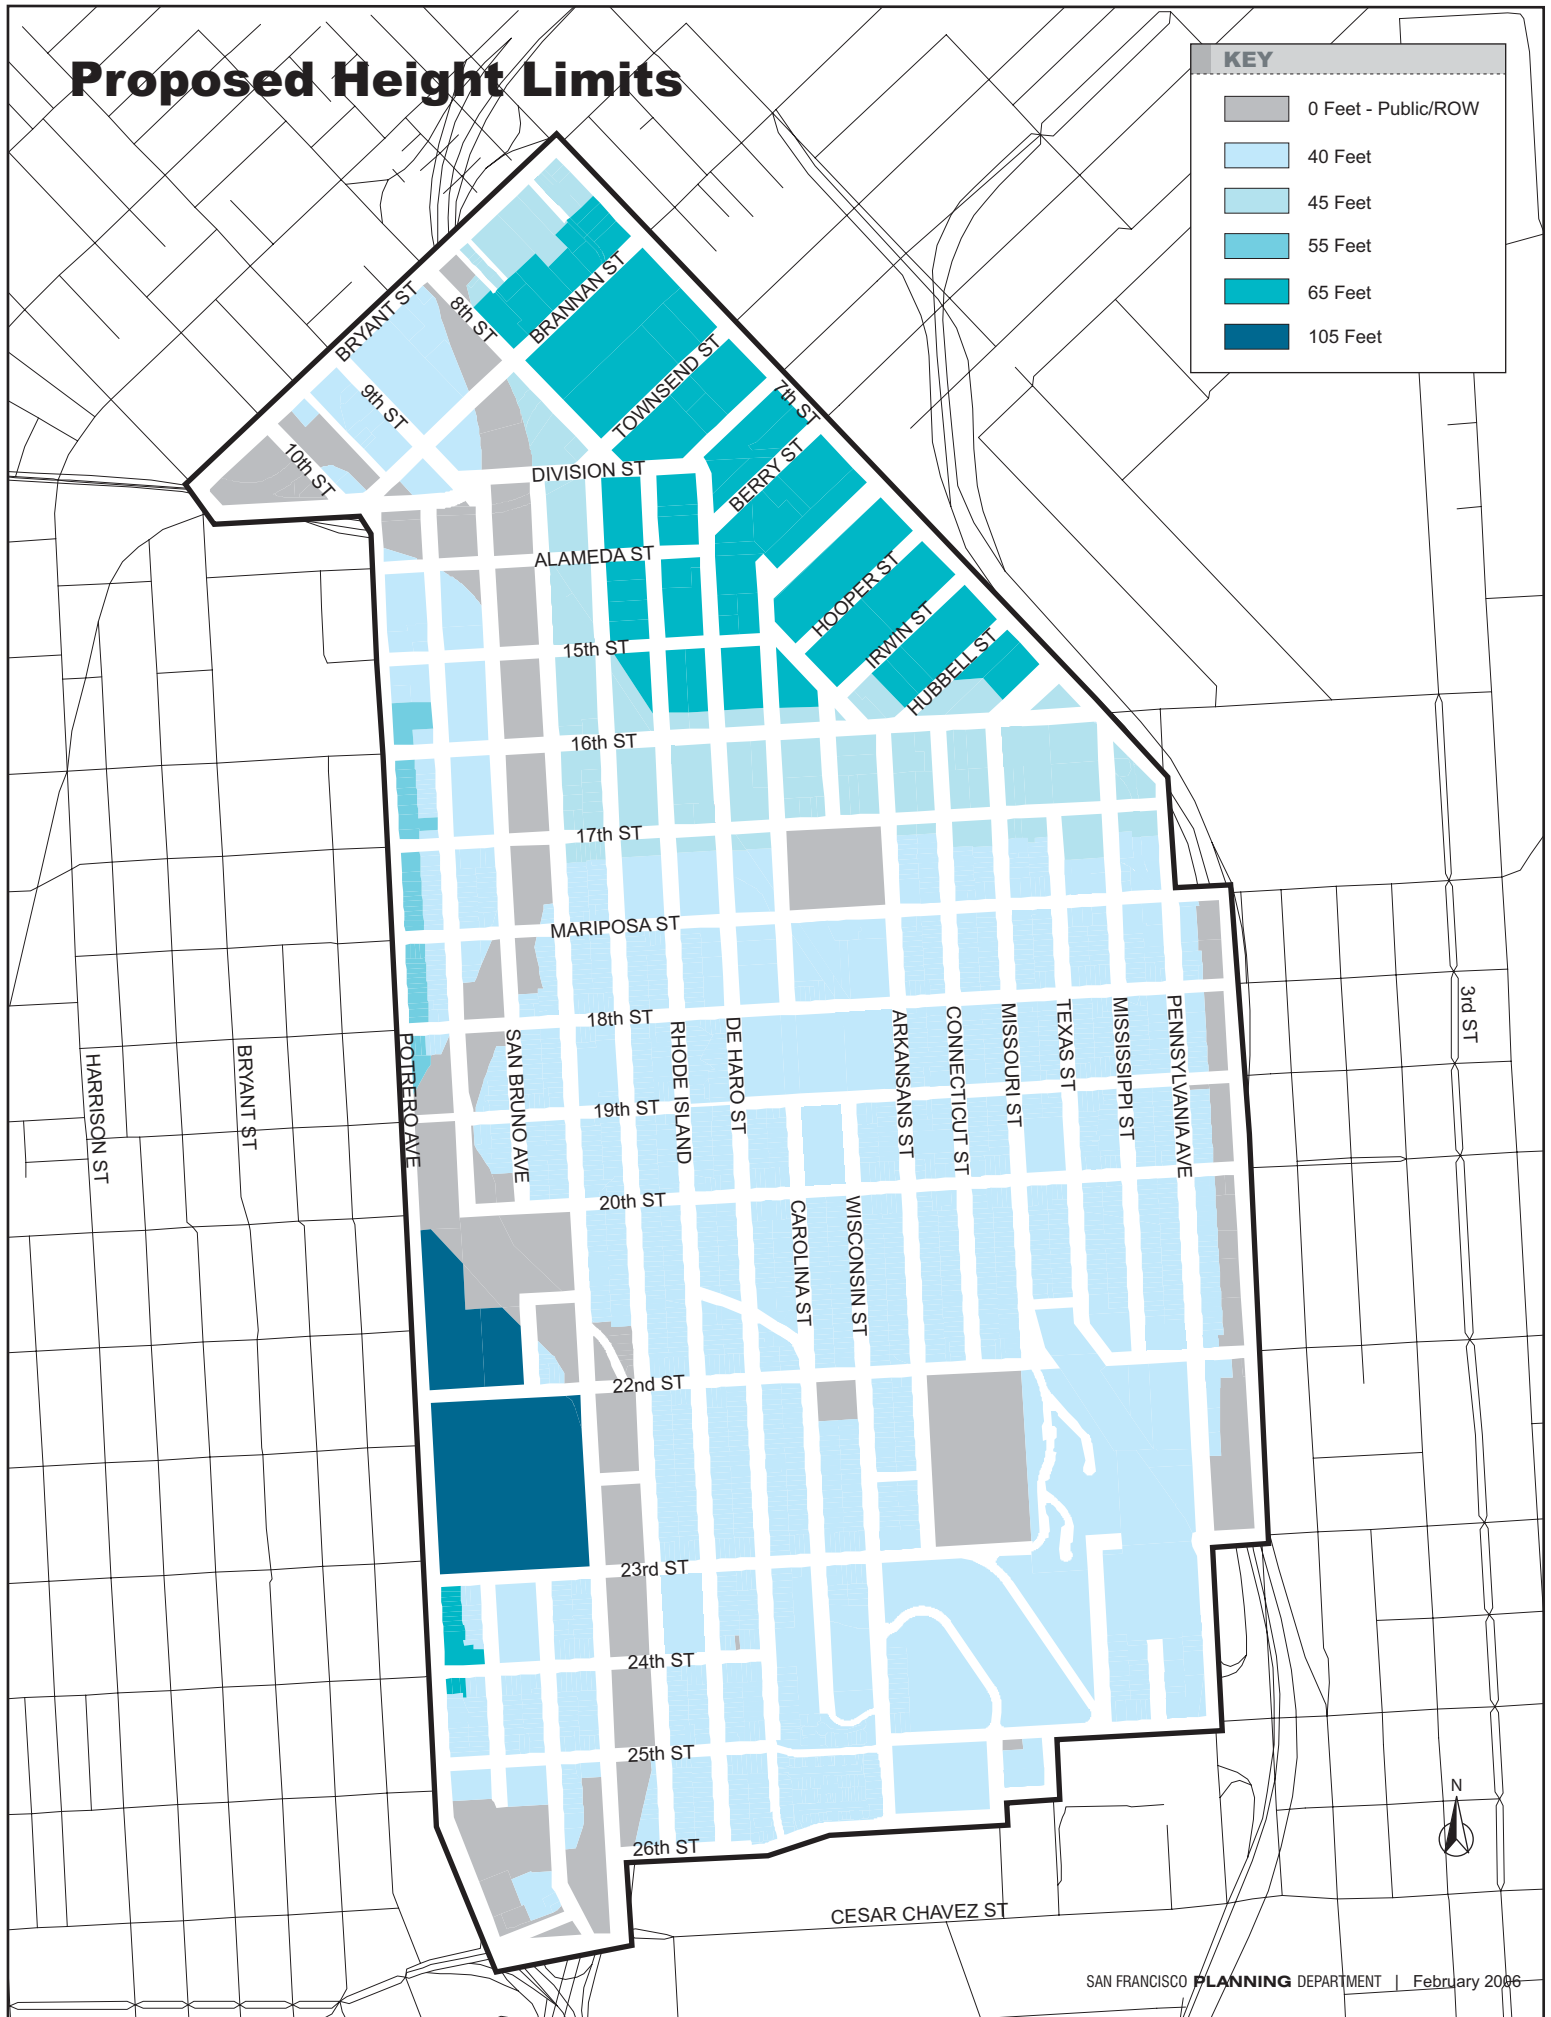 Proposed Height Limits
KEY
0 Feet - Public/ROW
40 Feet
45 Feet
55 Feet
65 Feet
105 Feet
BRYANT ST
8th ST
BRANNAN ST
9th ST
TOWNSEND ST
7th ST
10th ST
DIVISION ST
BERRY ST
ALAMEDA ST
HOOPER ST
15th ST
IRWIN ST
HUBBELL ST
16th ST
17th ST
MARIPOSA ST
18th ST
HARRISON ST
BRYANT ST
POTRERO AVE
SAN BRUNO AVE
RHODE ISLAND
DE HARO ST
ARKANSANS ST
CONNECTICUT ST
MISSOURI ST
TEXAS ST
MISSISSIPPI ST
PENNSYLVANIA AVE
3rd ST
19th ST
20th ST
CAROLINA ST
WISCONSIN ST
22nd ST
23rd ST
24th ST
25th ST
26th ST
N
CESAR CHAVEZ ST
SAN FRANCISCO PLANNING DEPARTMENT | February 2006